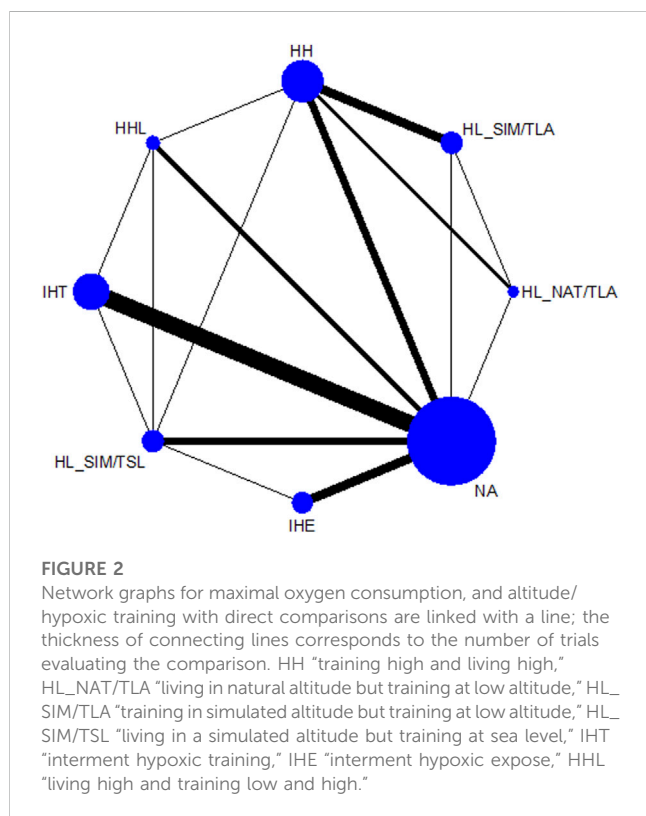 HH
HL_SIM/TLA
HHL
IHT
HL_NAT/TLA
HL_SIM/TSL
IHE
NA
FIGURE 2
Network graphs for maximal oxygen consumption, and altitude/
hypoxic training with direct comparisons are linked with a line; the
thickness of connecting lines corresponds to the number of trials
evaluating the comparison. HH “training high and living high,”
HL_NAT/TLA “living in natural altitude but training at low altitude,” HL_
SIM/TLA “training in simulated altitude but training at low altitude,” HL_
SIM/TSL “living in a simulated altitude but training at sea level,” IHT
“interment hypoxic training,” IHE “interment hypoxic expose,” HHL
“living high and training low and high.”